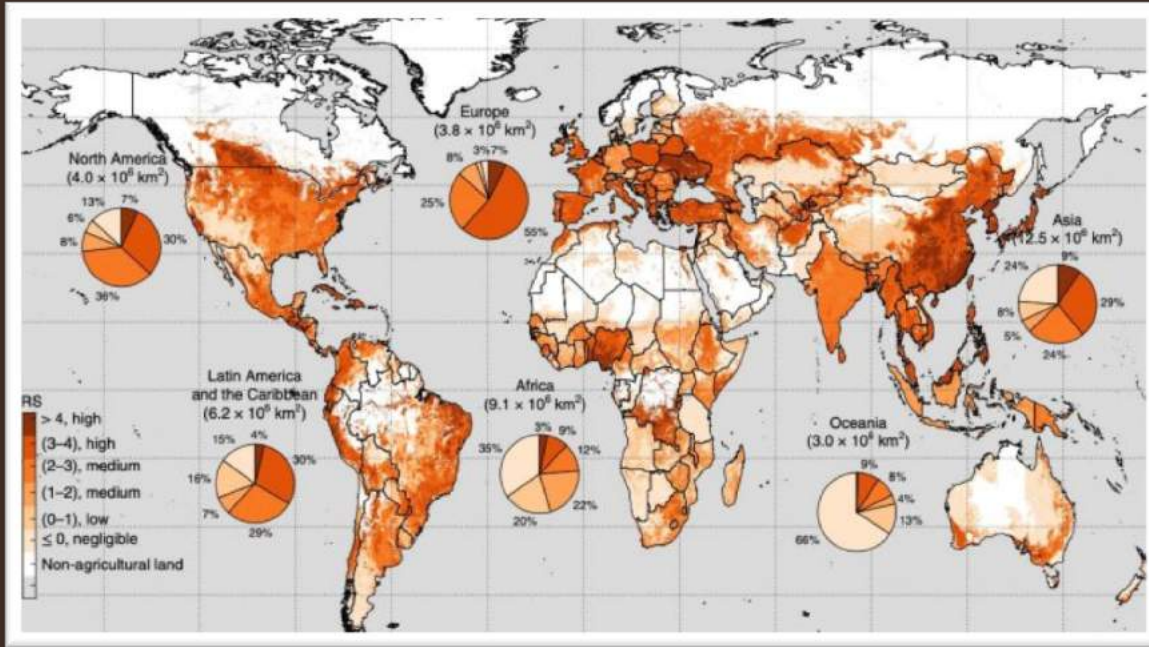 Europe
(3.8 × 10⁶ km²)
8%
3%
7%
25%
55%
North America
(4.0 × 10⁶ km²)
13%
7%
6%
8%
30%
36%
Asia
(12.5 × 10⁶ km²)
24%
9%
8%
5%
29%
24%
Latin America
and the Caribbean
(6.2 × 10⁶ km²)
15%
4%
16%
30%
7%
29%
Africa
(9.1 × 10⁶ km²)
35%
3%
9%
12%
22%
20%
Oceania
(3.0 × 10⁶ km²)
9%
8%
4%
13%
66%
RS
> 4, high
(3–4), high
(2–3), medium
(1–2), medium
(0–1), low
≤ 0, negligible
Non-agricultural land